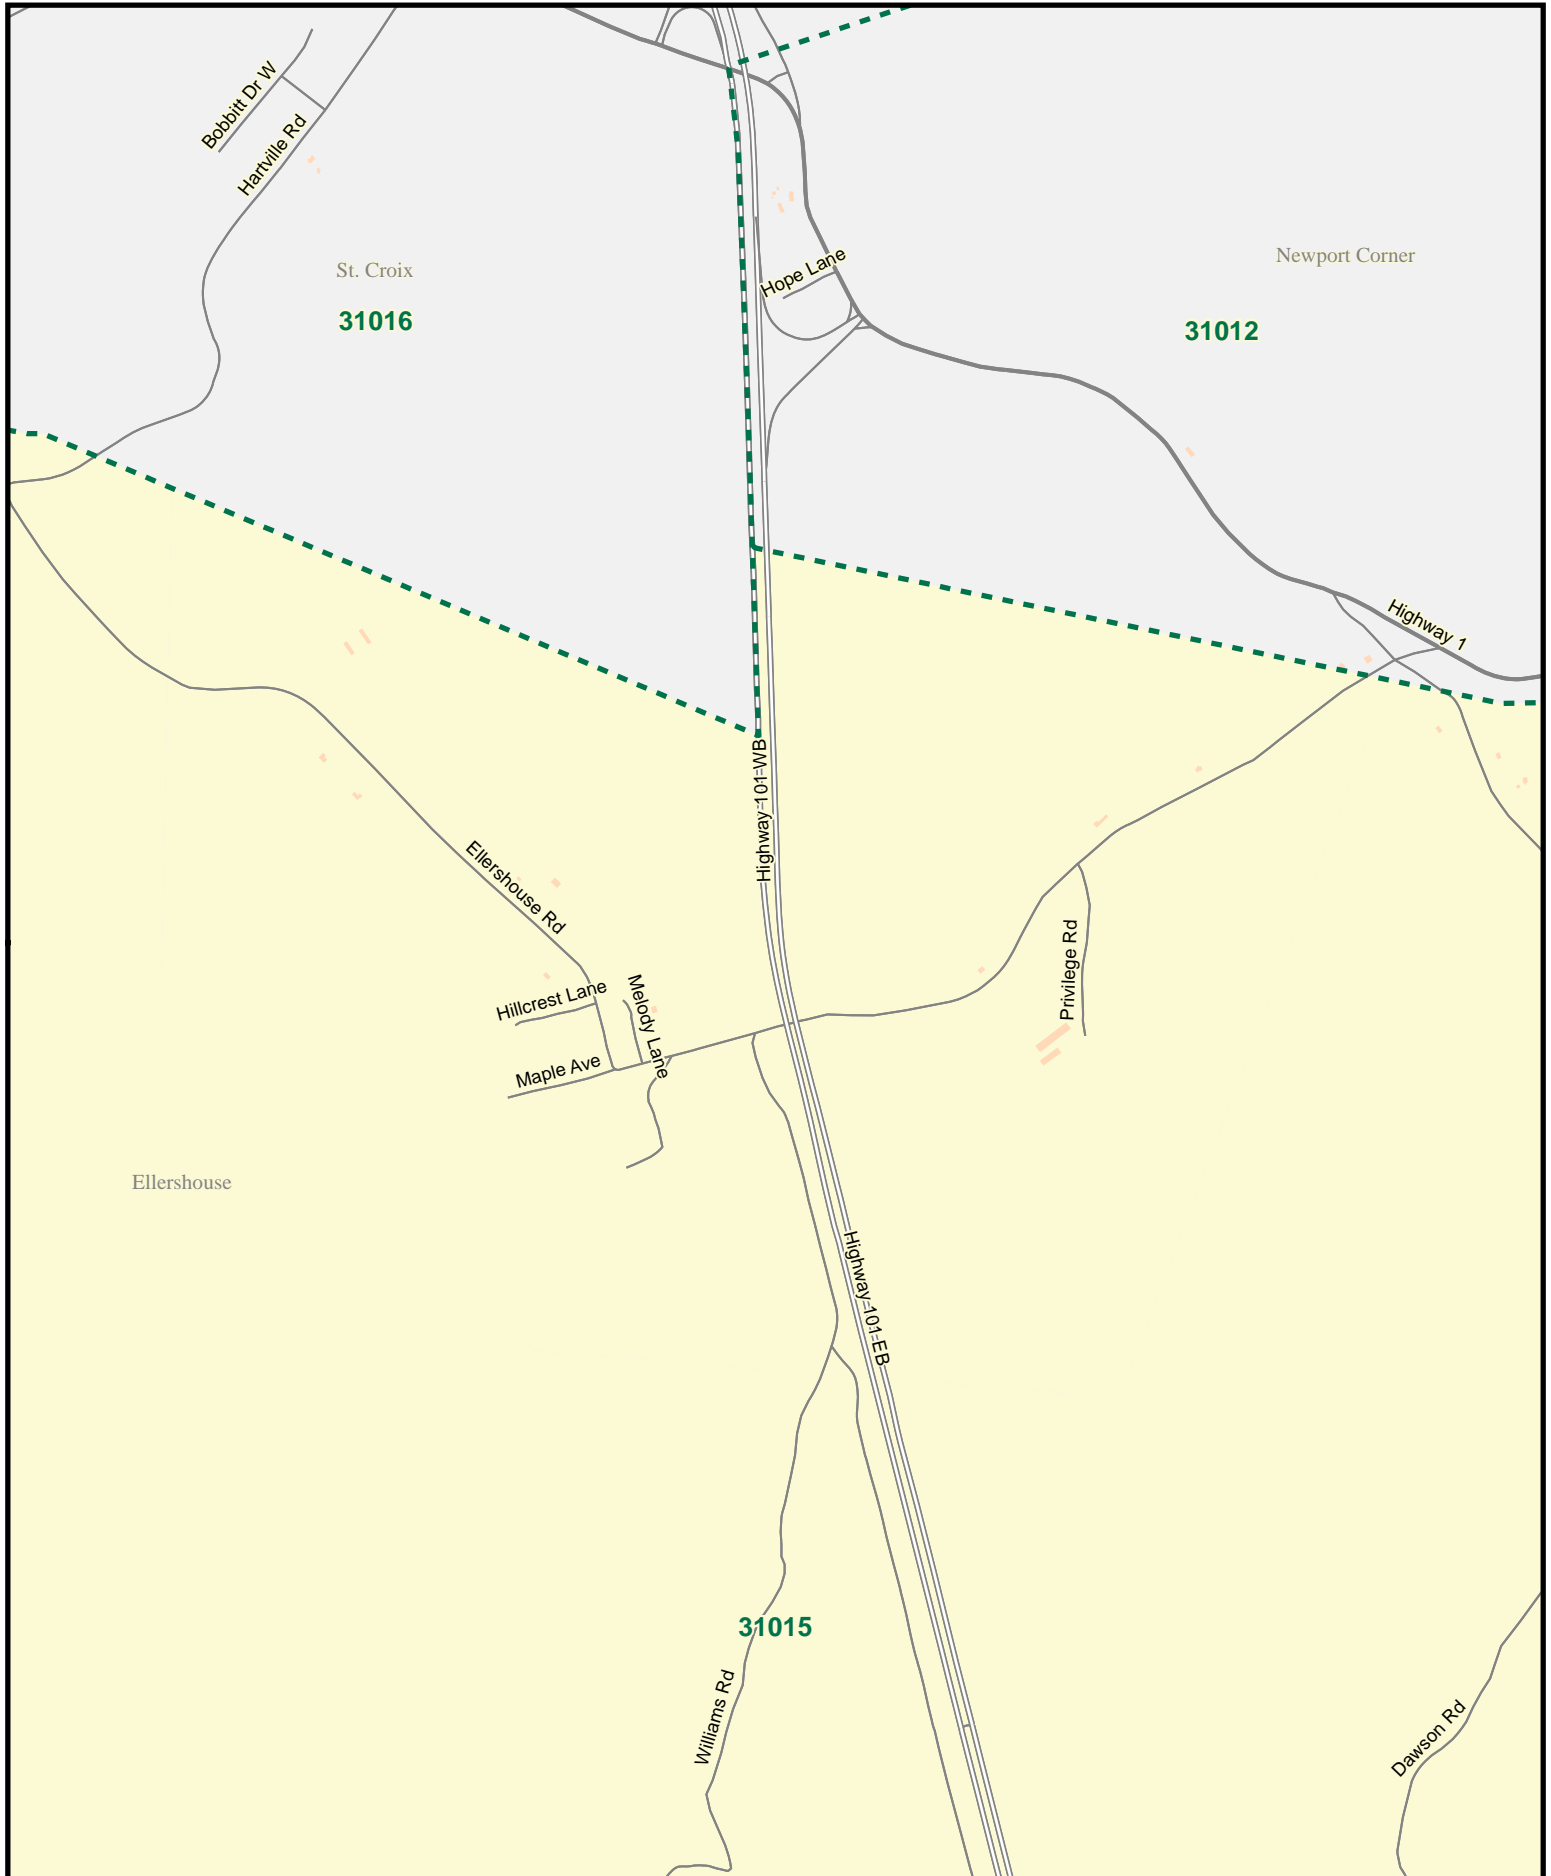 Bobbitt Dr W
Hartville Rd
St. Croix
31016
Hope Lane
Newport Corner
31012
Highway 1
Highway 101 WB
Ellershouse Rd
Hillcrest Lane
Melody Lane
Maple Ave
Privilege Rd
Ellershouse
Highway 101 EB
31015
Williams Rd
Dawson Rd